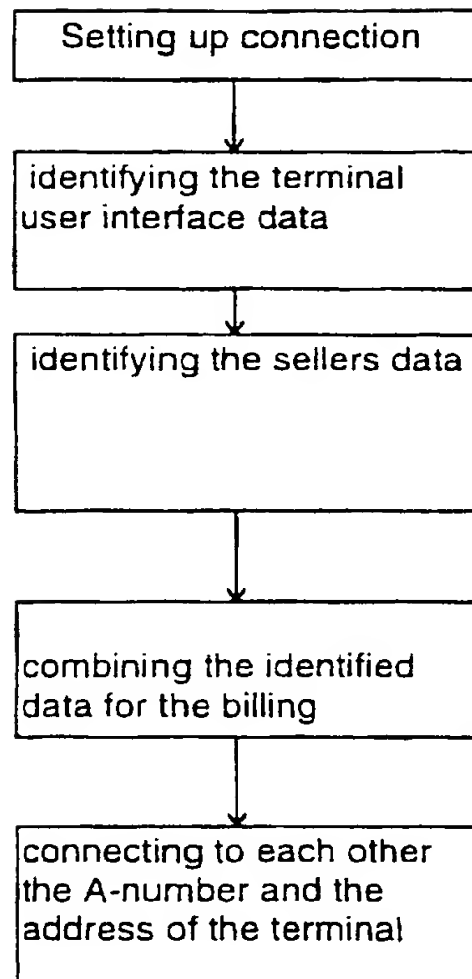 Setting up connection
identifying the terminal
user interface data
identifying the sellers data
combining the identified
data for the billing
connecting to each other
the A-number and the
address of the terminal